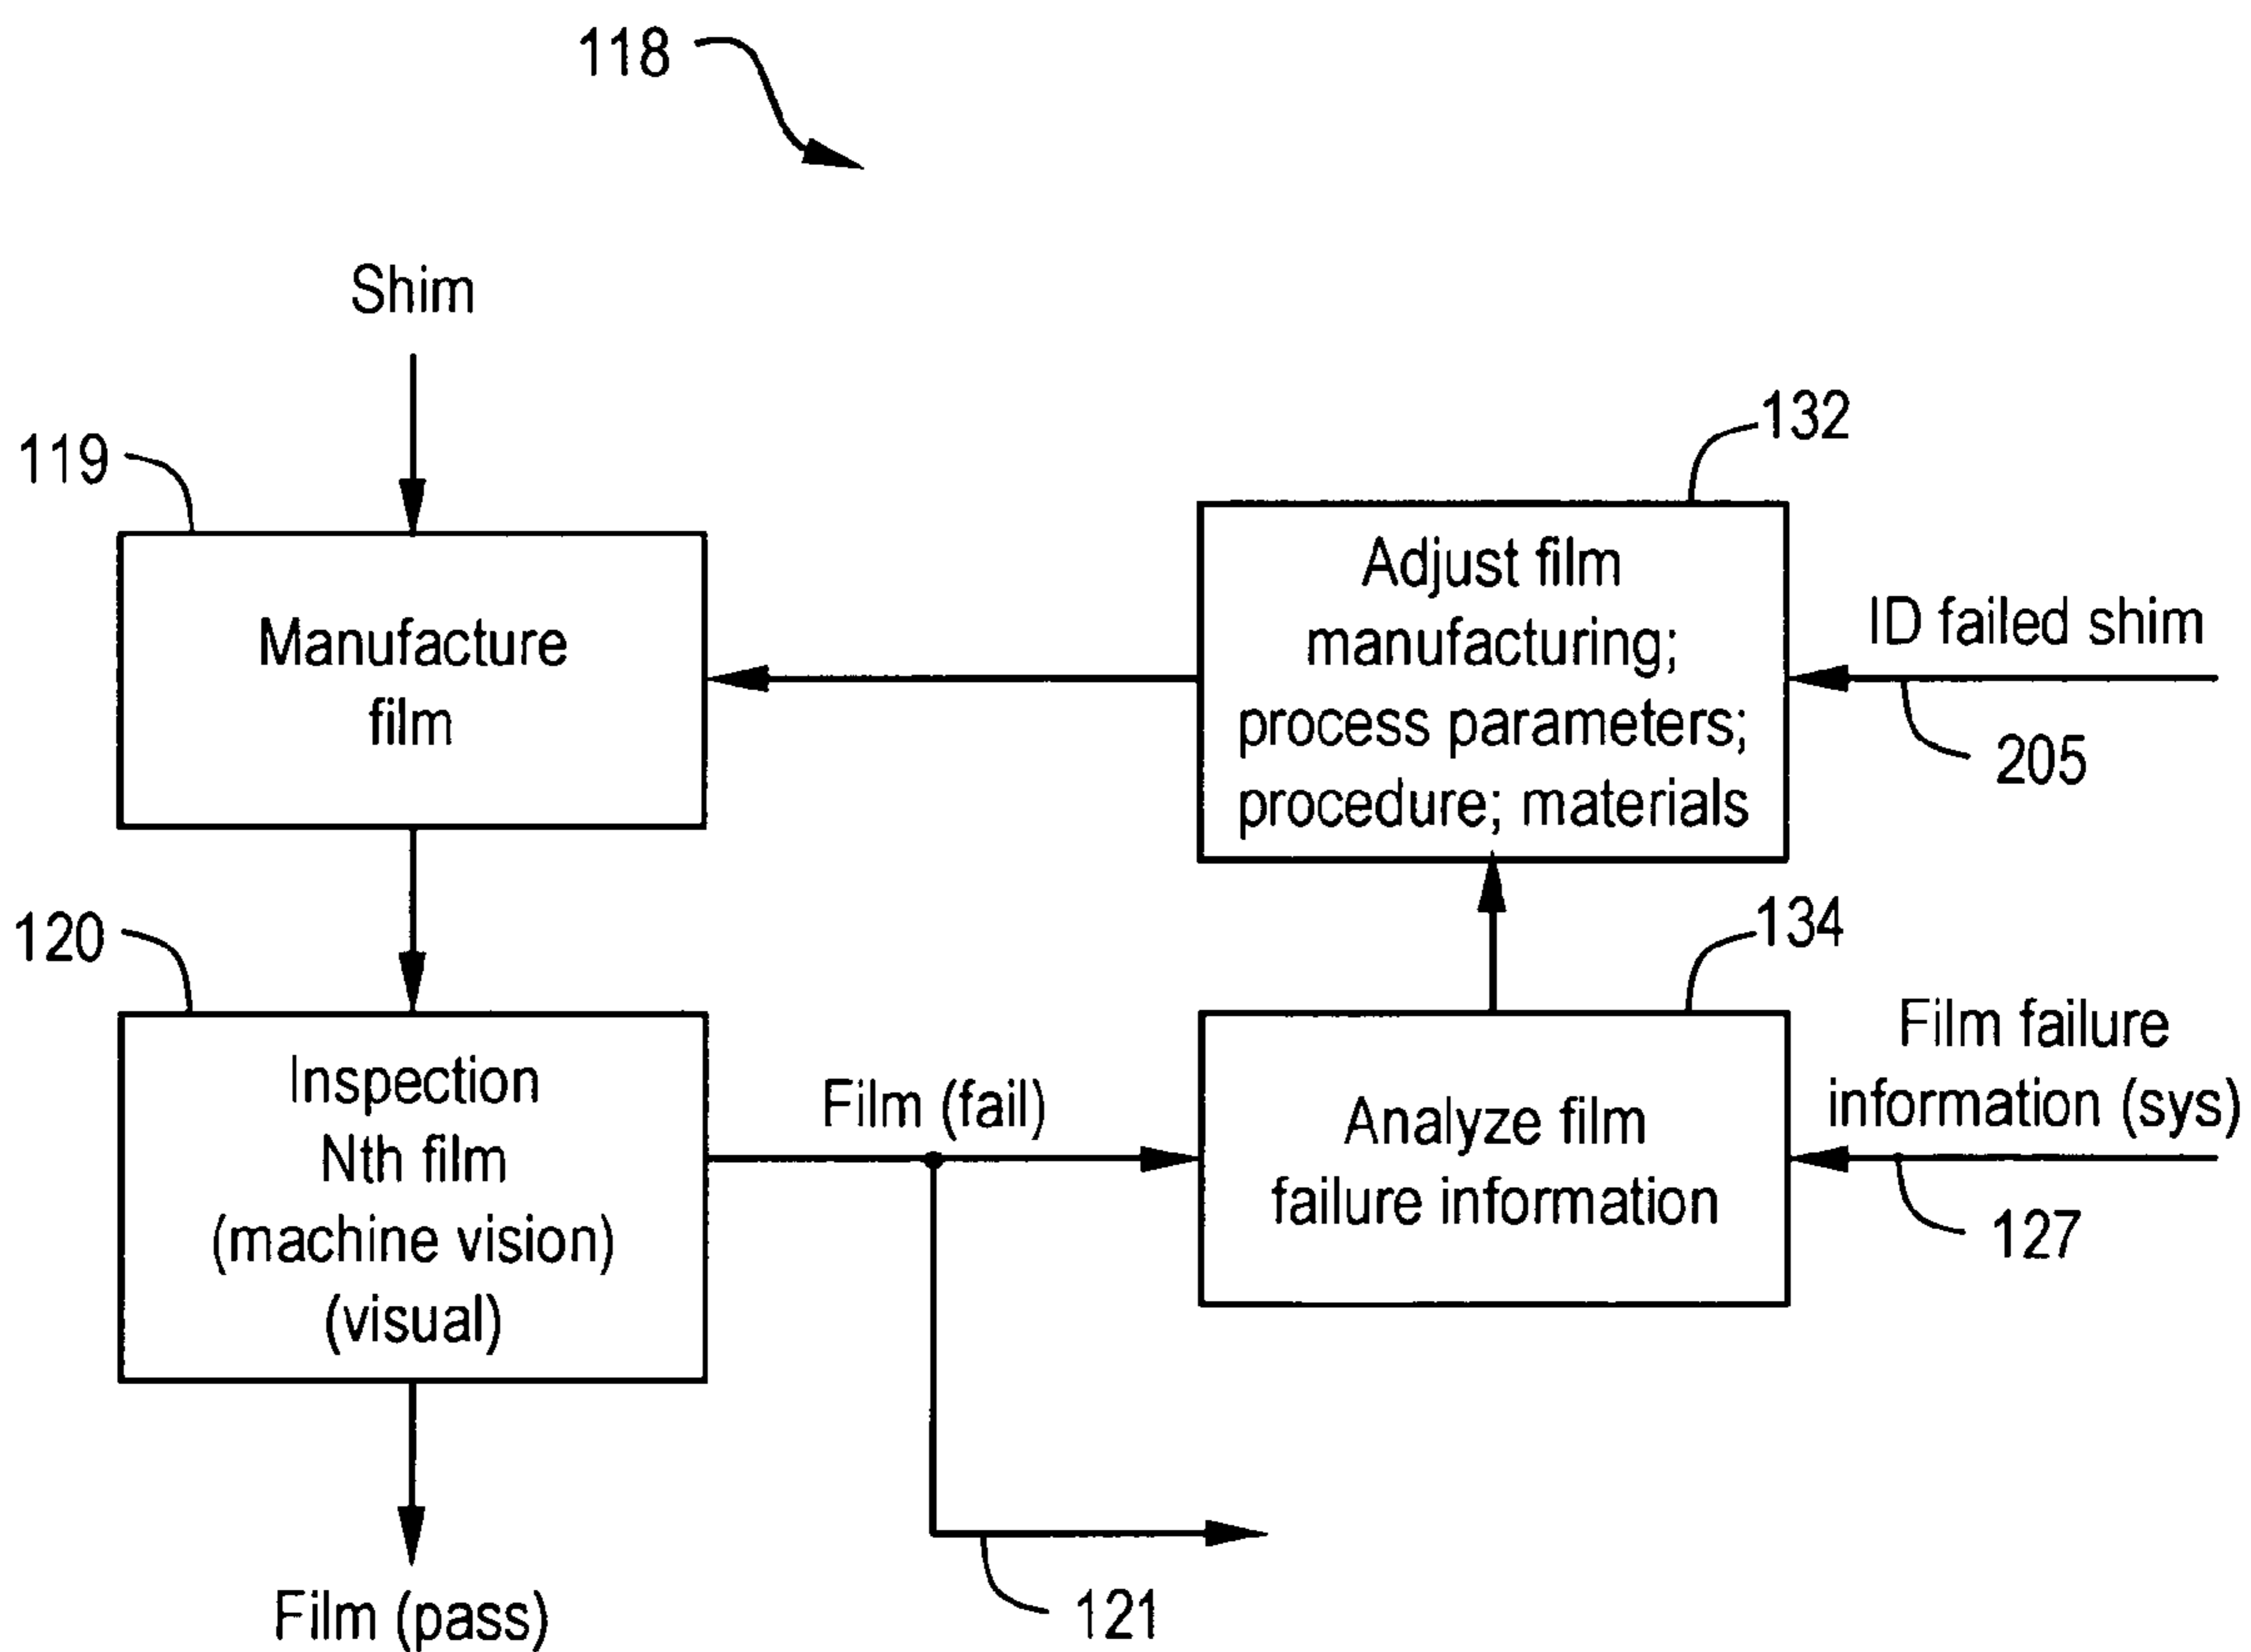 118
Shim
119
Manufacture
film
132
Adjust film
manufacturing;
process parameters;
procedure; materials
ID failed shim
205
120
Inspection
Nth film
(machine vision)
(visual)
Film (fail)
134
Analyze film
failure information
Film failure
information (sys)
127
121
Film (pass)